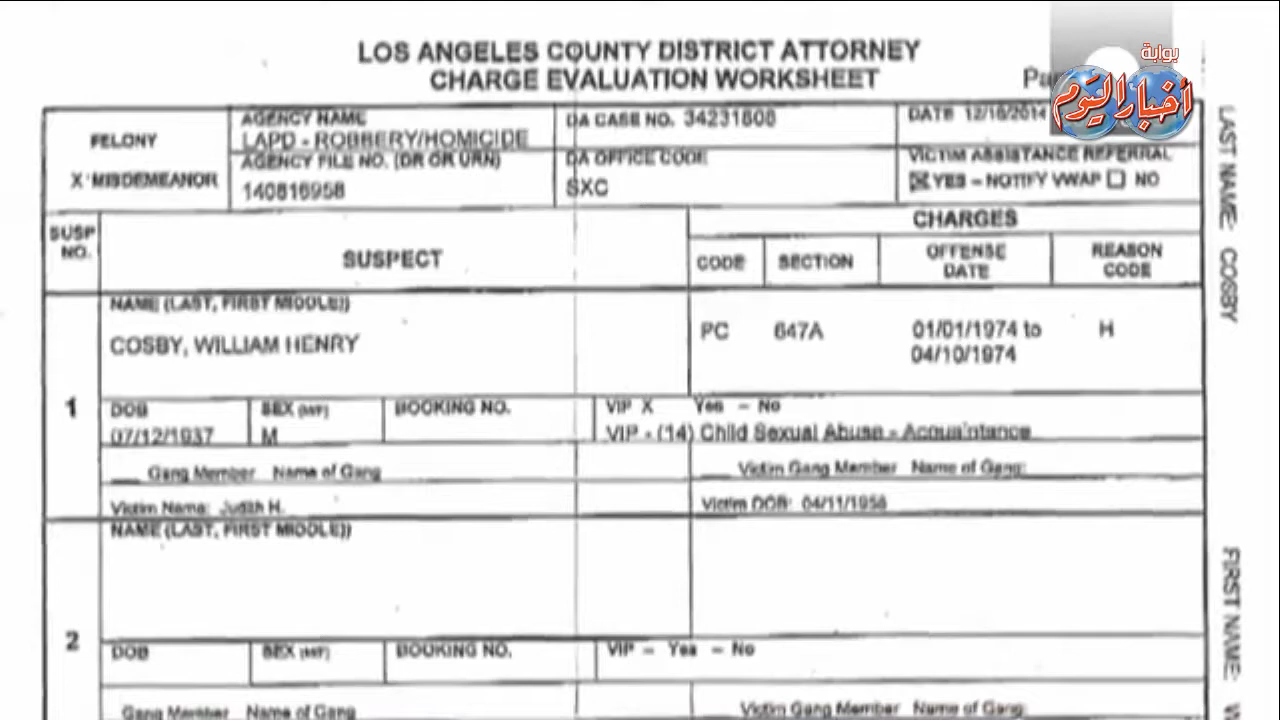 LOS ANGELES COUNTY DISTRICT ATTORNEY
CHARGE EVALUATION WORKSHEET
بوابة
أخبار اليوم
FELONY
X MISDEMEANOR
AGENCY NAME
LAPD - ROBBERY/HOMICIDE
AGENCY FILE NO. (DR OR URN)
140816958
DA CASE NO. 34231608
DA OFFICE CODE
SXC
DATE 12/16/2014
VICTIM ASSISTANCE REFERRAL
☒ YES – NOTIFY VWAP ☐ NO
SUSP NO.
SUSPECT
CHARGES
CODE
SECTION
OFFENSE DATE
REASON CODE
1
NAME (LAST, FIRST MIDDLE))
COSBY, WILLIAM HENRY
PC 647A 01/01/1974 to H
04/10/1974
DOB
07/12/1937
SEX (M/F)
M
BOOKING NO.
VIP X Yes – No
VIP - (14) Child Sexual Abuse - Acquaintance
Gang Member Name of Gang
Victim Gang Member Name of Gang:
Victim Name: Judith H.
Victim DOB: 04/11/1958
2
NAME (LAST, FIRST MIDDLE))
DOB
SEX (M/F)
BOOKING NO.
VIP – Yes – No
Gang Member Name of Gang
Victim Gang Member Name of Gang:
LAST NAME: COSBY
FIRST NAME: W